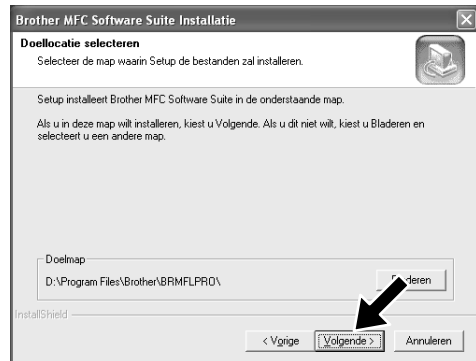 Brother MFC Software Suite Installatie
Doellocatie selecteren
Selecteer de map waarin Setup de bestanden zal installeren.
Setup installeert Brother MFC Software Suite in de onderstaande map.
Als u in deze map wilt installeren, kiest u Volgende. Als u dit niet wilt, kiest u Bladeren en
selecteert u een andere map.
Doelmap
D:\Program Files\Brother\BRMFLPRO\
InstallShield
< Vorige
Volgende >
Annuleren